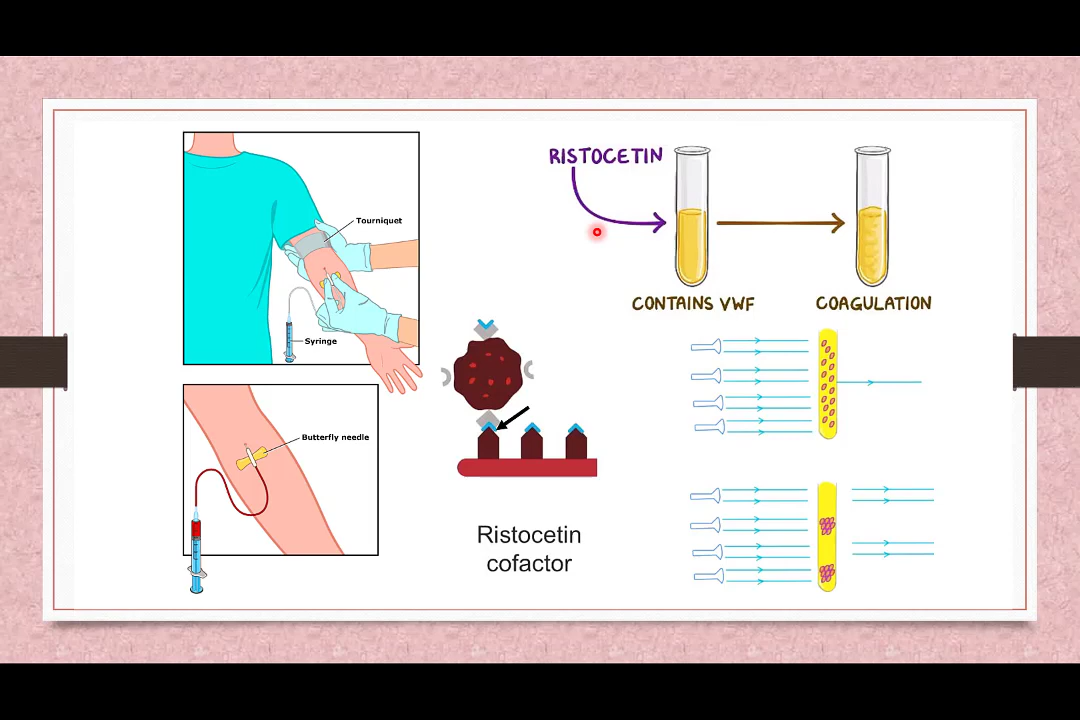 Tourniquet
Syringe
Butterfly needle
RISTOCETIN
CONTAINS VWF
COAGULATION
Ristocetin
cofactor